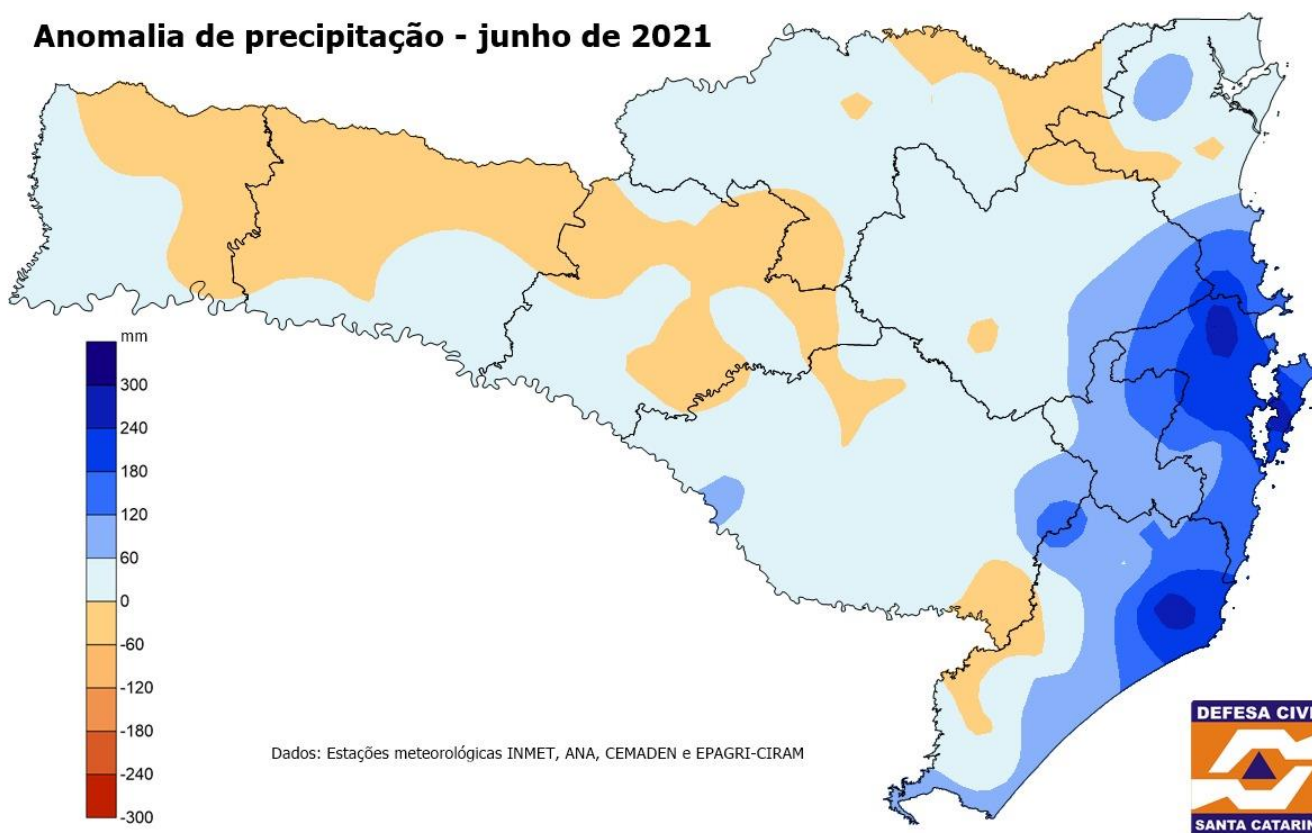 Anomalia de precipitação - junho de 2021
mm
300
240
180
120
60
0
-60
-120
-180
-240
-300
Dados: Estações meteorológicas INMET, ANA, CEMADEN e EPAGRI-CIRAM
DEFESA CIVI
SANTA CATARIN